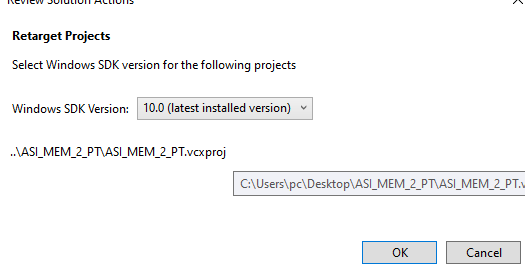 Review Solution Actions
Retarget Projects
Select Windows SDK version for the following projects
Windows SDK Version: 10.0 (latest installed version)
..\ASI_MEM_2_PT\ASI_MEM_2_PT.vcxproj
C:\Users\pc\Desktop\ASI_MEM_2_PT\ASI_MEM_2_PT.v
OK Cancel